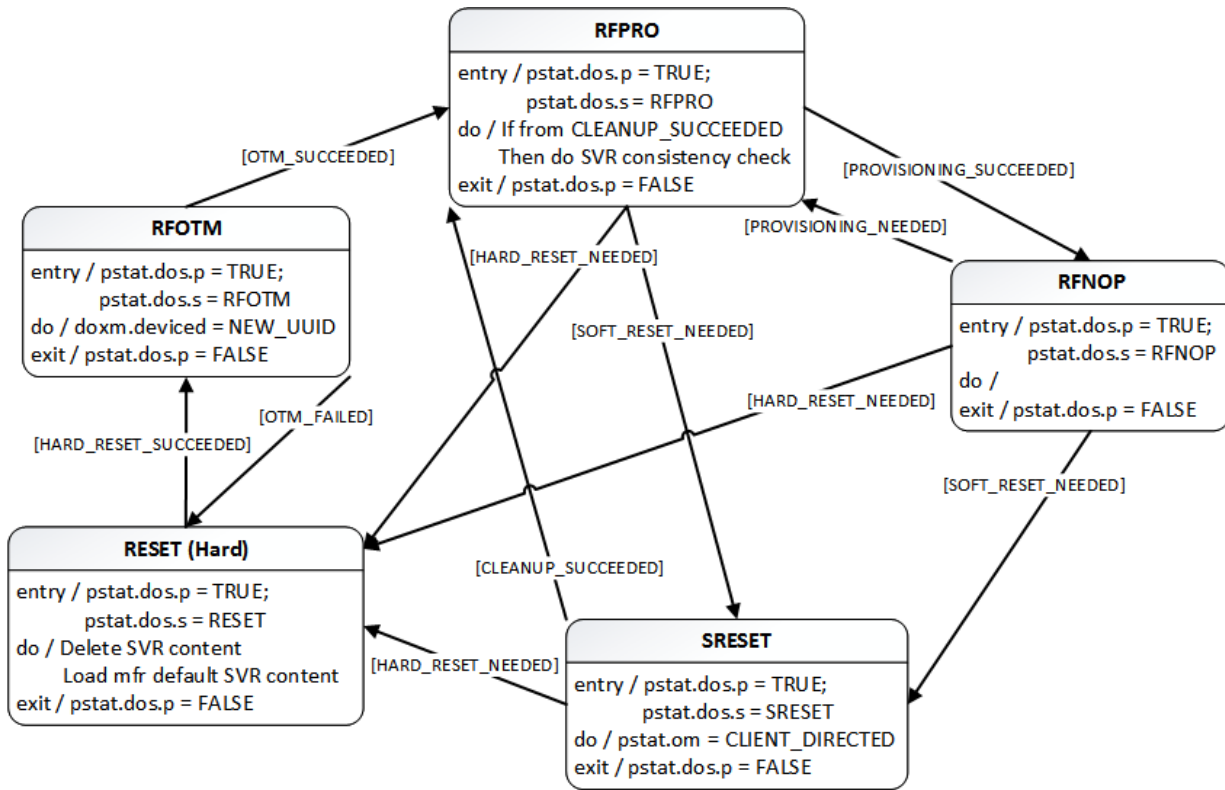 RFPRO
entry / pstat.dos.p = TRUE;
pstat.dos.s = RFPRO
do / If from CLEANUP_SUCCEEDED
Then do SVR consistency check
exit / pstat.dos.p = FALSE
[OTM_SUCCEEDED]
[PROVISIONING_SUCCEEDED]
[PROVISIONING_NEEDED]
RFOTM
entry / pstat.dos.p = TRUE;
pstat.dos.s = RFOTM
do / doxm.deviced = NEW_UUID
exit / pstat.dos.p = FALSE
[HARD_RESET_NEEDED]
RFNOP
entry / pstat.dos.p = TRUE;
pstat.dos.s = RFNOP
do /
exit / pstat.dos.p = FALSE
[SOFT_RESET_NEEDED]
[HARD_RESET_NEEDED]
[OTM_FAILED]
[HARD_RESET_SUCCEEDED]
[SOFT_RESET_NEEDED]
RESET (Hard)
entry / pstat.dos.p = TRUE;
pstat.dos.s = RESET
do / Delete SVR content
Load mfr default SVR content
exit / pstat.dos.p = FALSE
[CLEANUP_SUCCEEDED]
[HARD_RESET_NEEDED]
SRESET
entry / pstat.dos.p = TRUE;
pstat.dos.s = SRESET
do / pstat.om = CLIENT_DIRECTED
exit / pstat.dos.p = FALSE